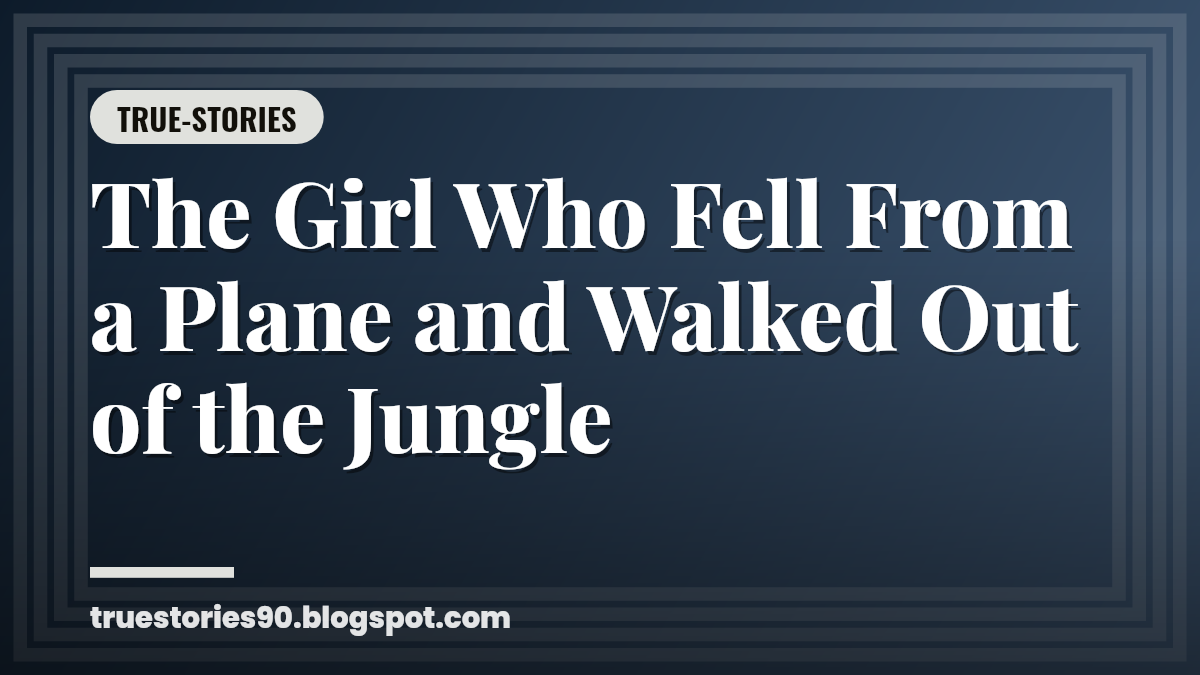 TRUE-STORIES
The Girl Who Fell From
a Plane and Walked Out
of the Jungle
truestories90.blogspot.com